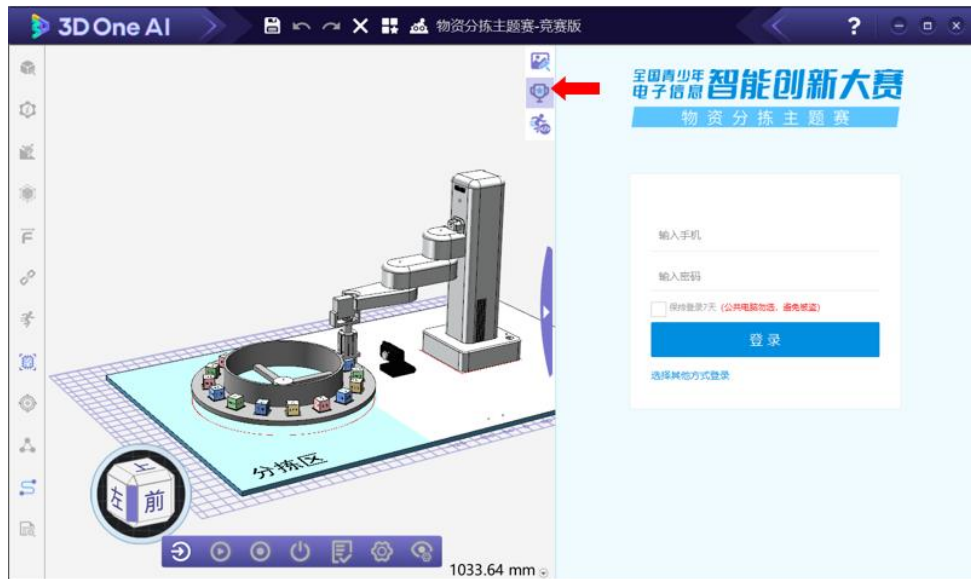 3D One AI
物资分拣主题赛-竞赛版
?
全国青少年
电子信息
智能创新大赛
物资分拣主题赛
输入手机
输入密码
保持登录7天 (公共电脑勿选，避免被盗)
登录
选择其他方式登录
分拣区
上
左
前
1033.64 mm